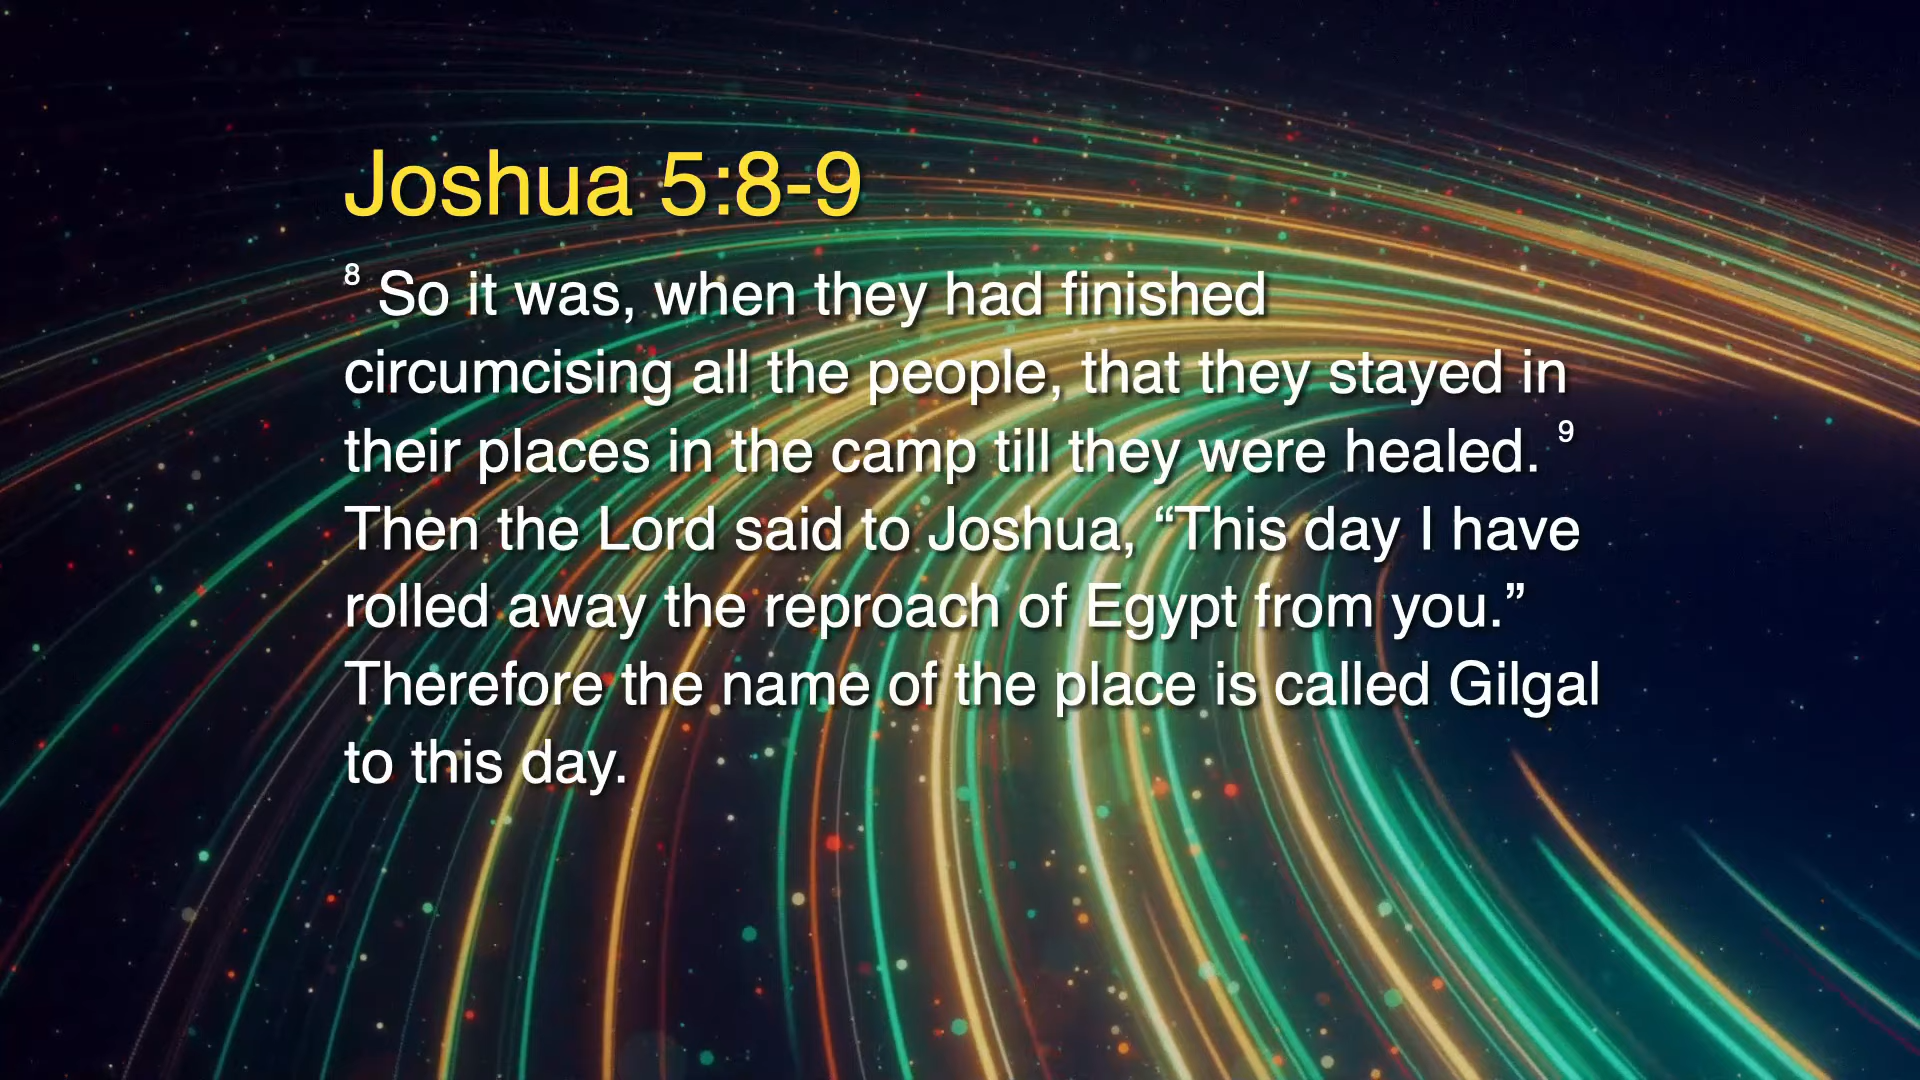 Joshua 5:8-9
8 So it was, when they had finished
circumcising all the people, that they stayed in
their places in the camp till they were healed. 9
Then the Lord said to Joshua, “This day I have
rolled away the reproach of Egypt from you.”
Therefore the name of the place is called Gilgal
to this day.